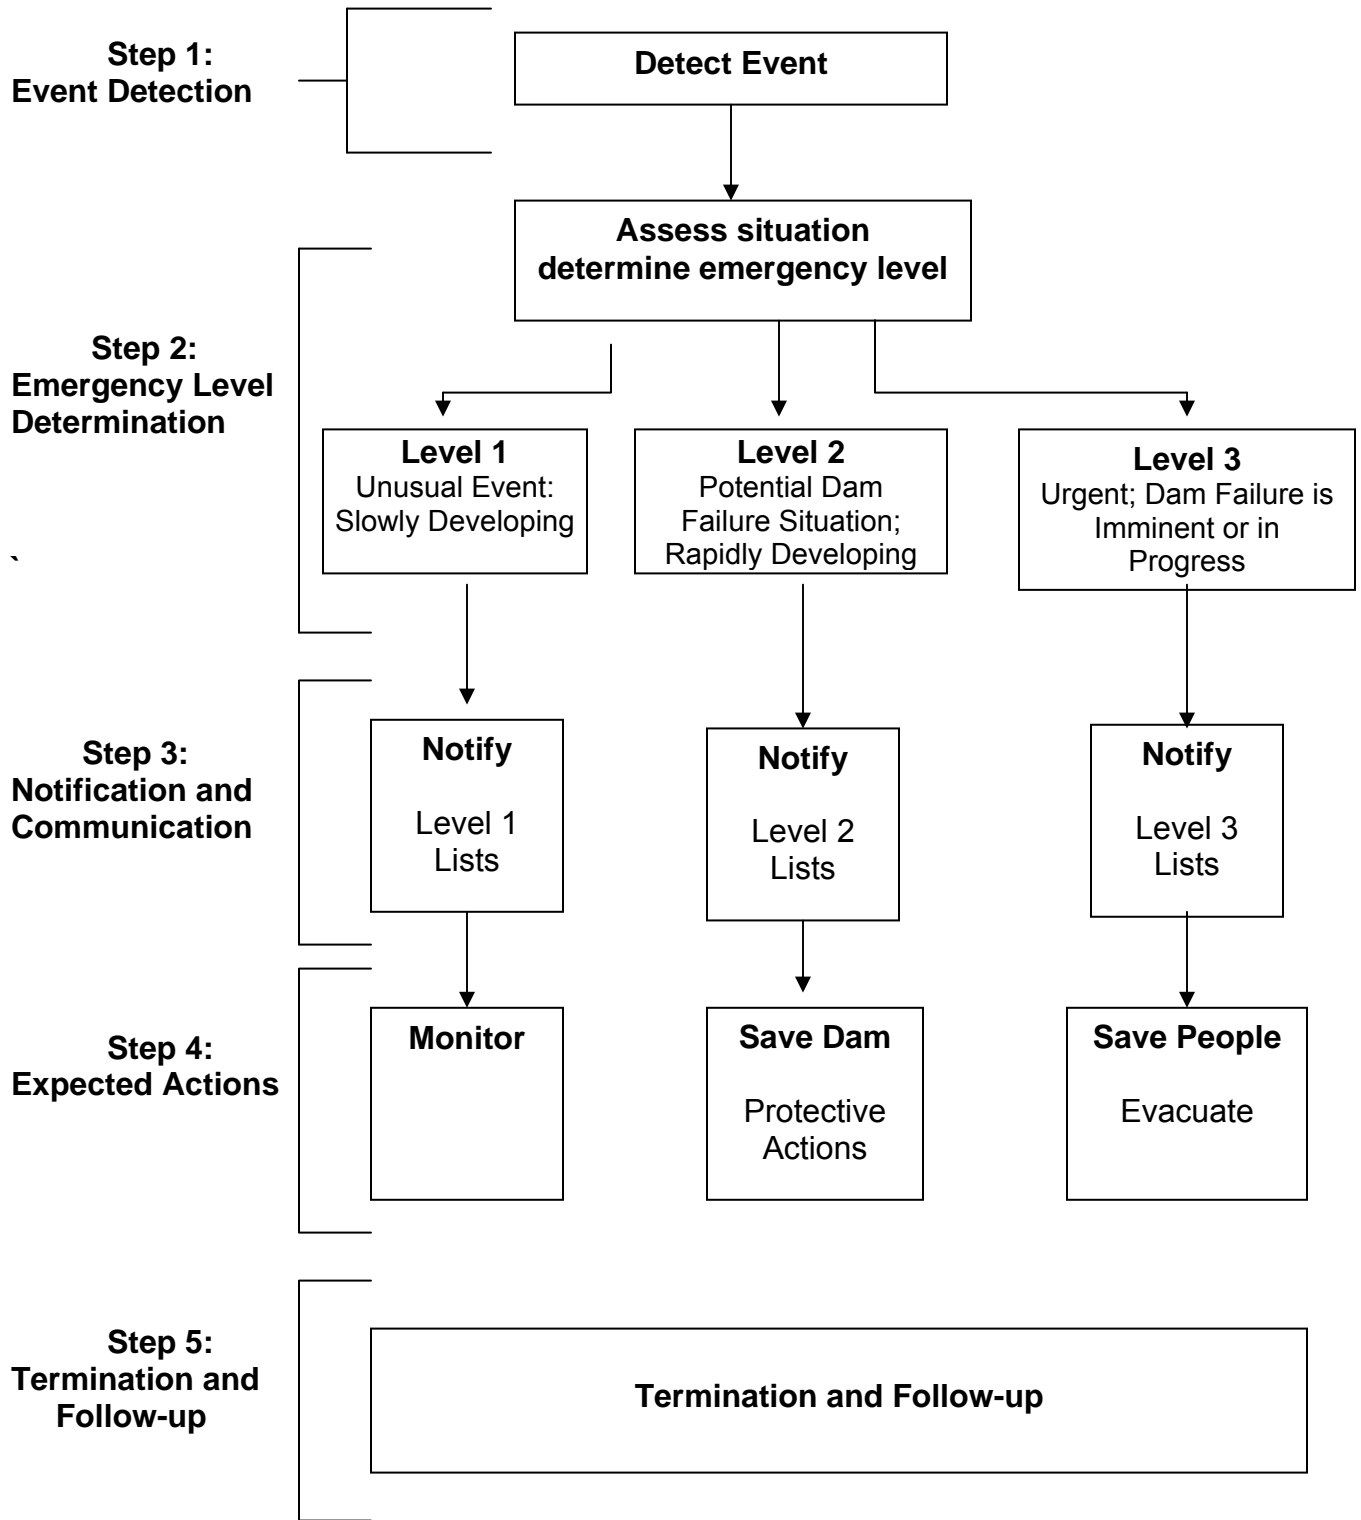 Step 1:
Event Detection
Detect Event
Assess situation
determine emergency level
Step 2:
Emergency Level
Determination
Level 1
Unusual Event:
Slowly Developing
Level 2
Potential Dam
Failure Situation;
Rapidly Developing
Level 3
Urgent; Dam Failure is
Imminent or in
Progress
`
Step 3:
Notification and
Communication
Notify
Level 1
Lists
Notify
Level 2
Lists
Notify
Level 3
Lists
Step 4:
Expected Actions
Monitor
Save Dam
Protective
Actions
Save People
Evacuate
Step 5:
Termination and
Follow-up
Termination and Follow-up